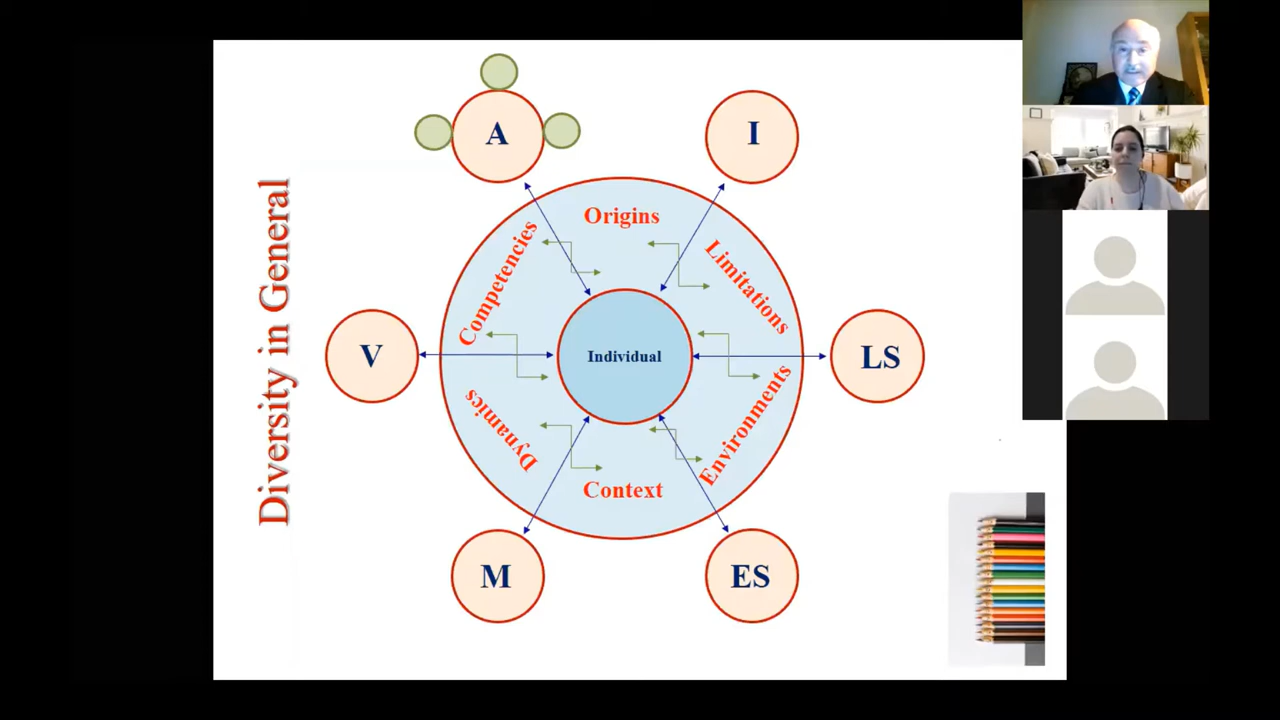 Diversity in General
A
I
Origins
Competencies
Limitations
V
Individual
LS
Dynamics
Environments
Context
M
ES